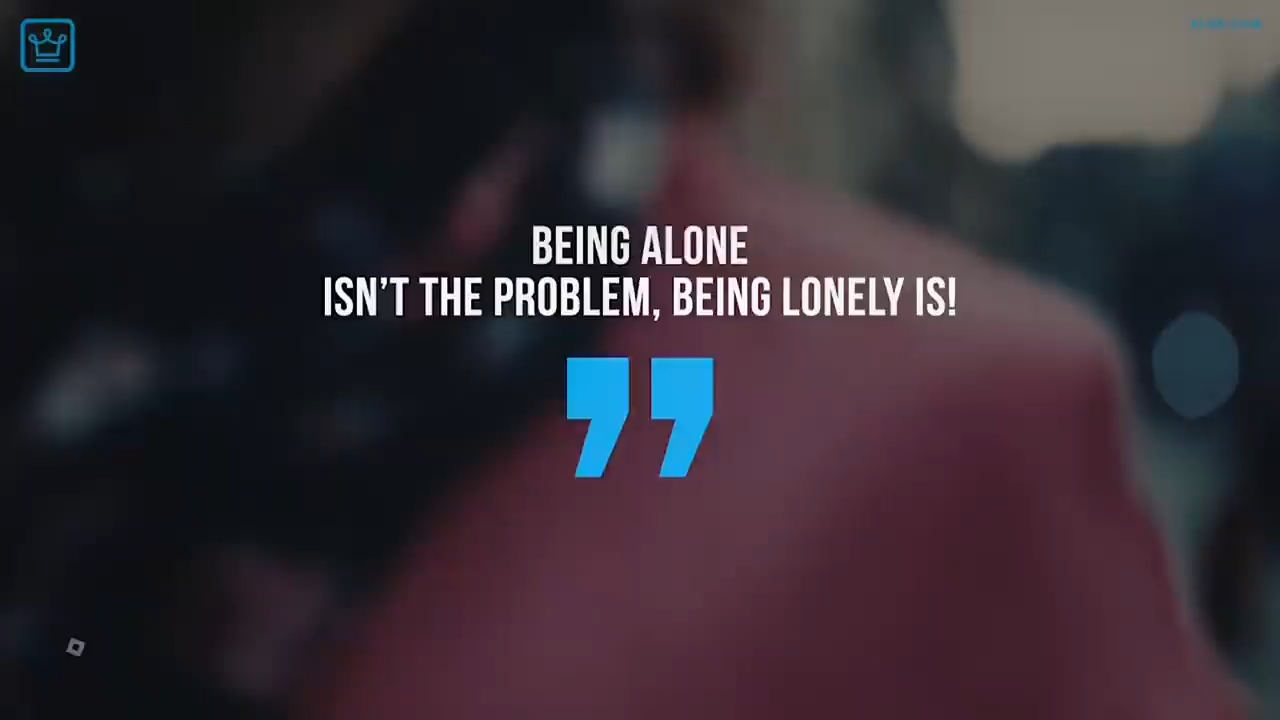 BEING ALONE
ISN’T THE PROBLEM, BEING LONELY IS!
”